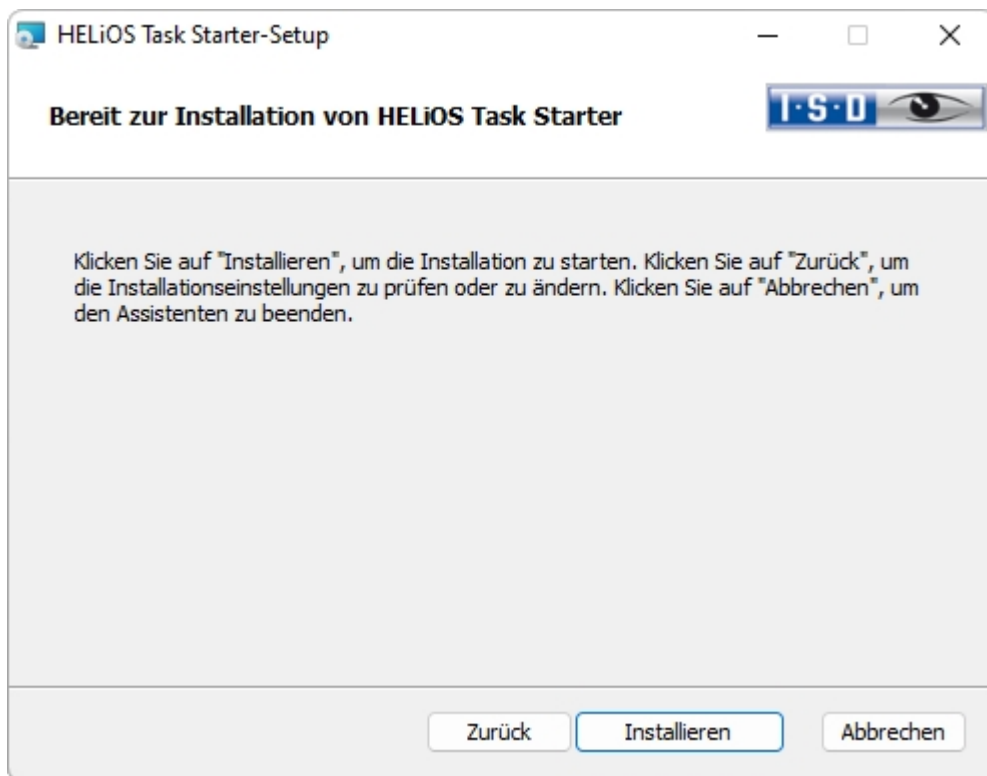 HELiOS Task Starter-Setup
Bereit zur Installation von HELiOS Task Starter
I·S·D
Klicken Sie auf "Installieren", um die Installation zu starten. Klicken Sie auf "Zurück", um
die Installationseinstellungen zu prüfen oder zu ändern. Klicken Sie auf "Abbrechen", um
den Assistenten zu beenden.
Zurück
Installieren
Abbrechen